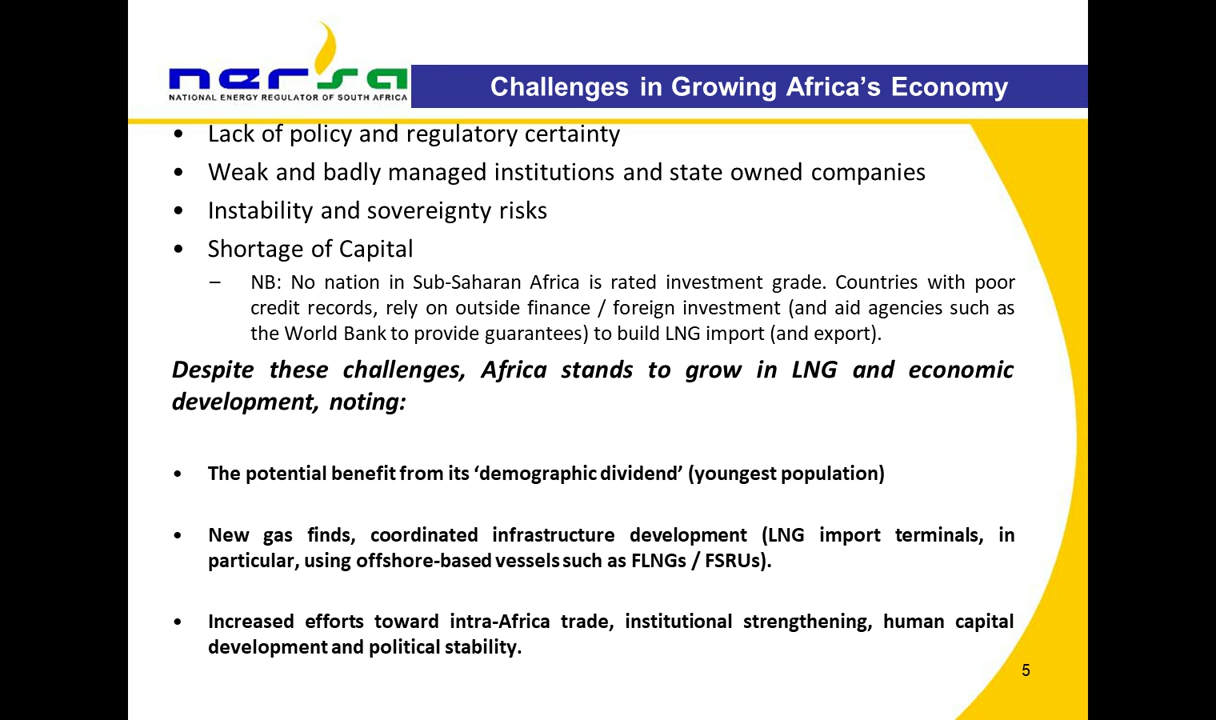 nersa
NATIONAL ENERGY REGULATOR OF SOUTH AFRICA
Challenges in Growing Africa’s Economy
• Lack of policy and regulatory certainty
• Weak and badly managed institutions and state owned companies
• Instability and sovereignty risks
• Shortage of Capital
– NB: No nation in Sub-Saharan Africa is rated investment grade. Countries with poor
credit records, rely on outside finance / foreign investment (and aid agencies such as
the World Bank to provide guarantees) to build LNG import (and export).
Despite these challenges, Africa stands to grow in LNG and economic
development, noting:
• The potential benefit from its ‘demographic dividend’ (youngest population)
• New gas finds, coordinated infrastructure development (LNG import terminals, in
particular, using offshore-based vessels such as FLNGs / FSRUs).
• Increased efforts toward intra-Africa trade, institutional strengthening, human capital
development and political stability.
5